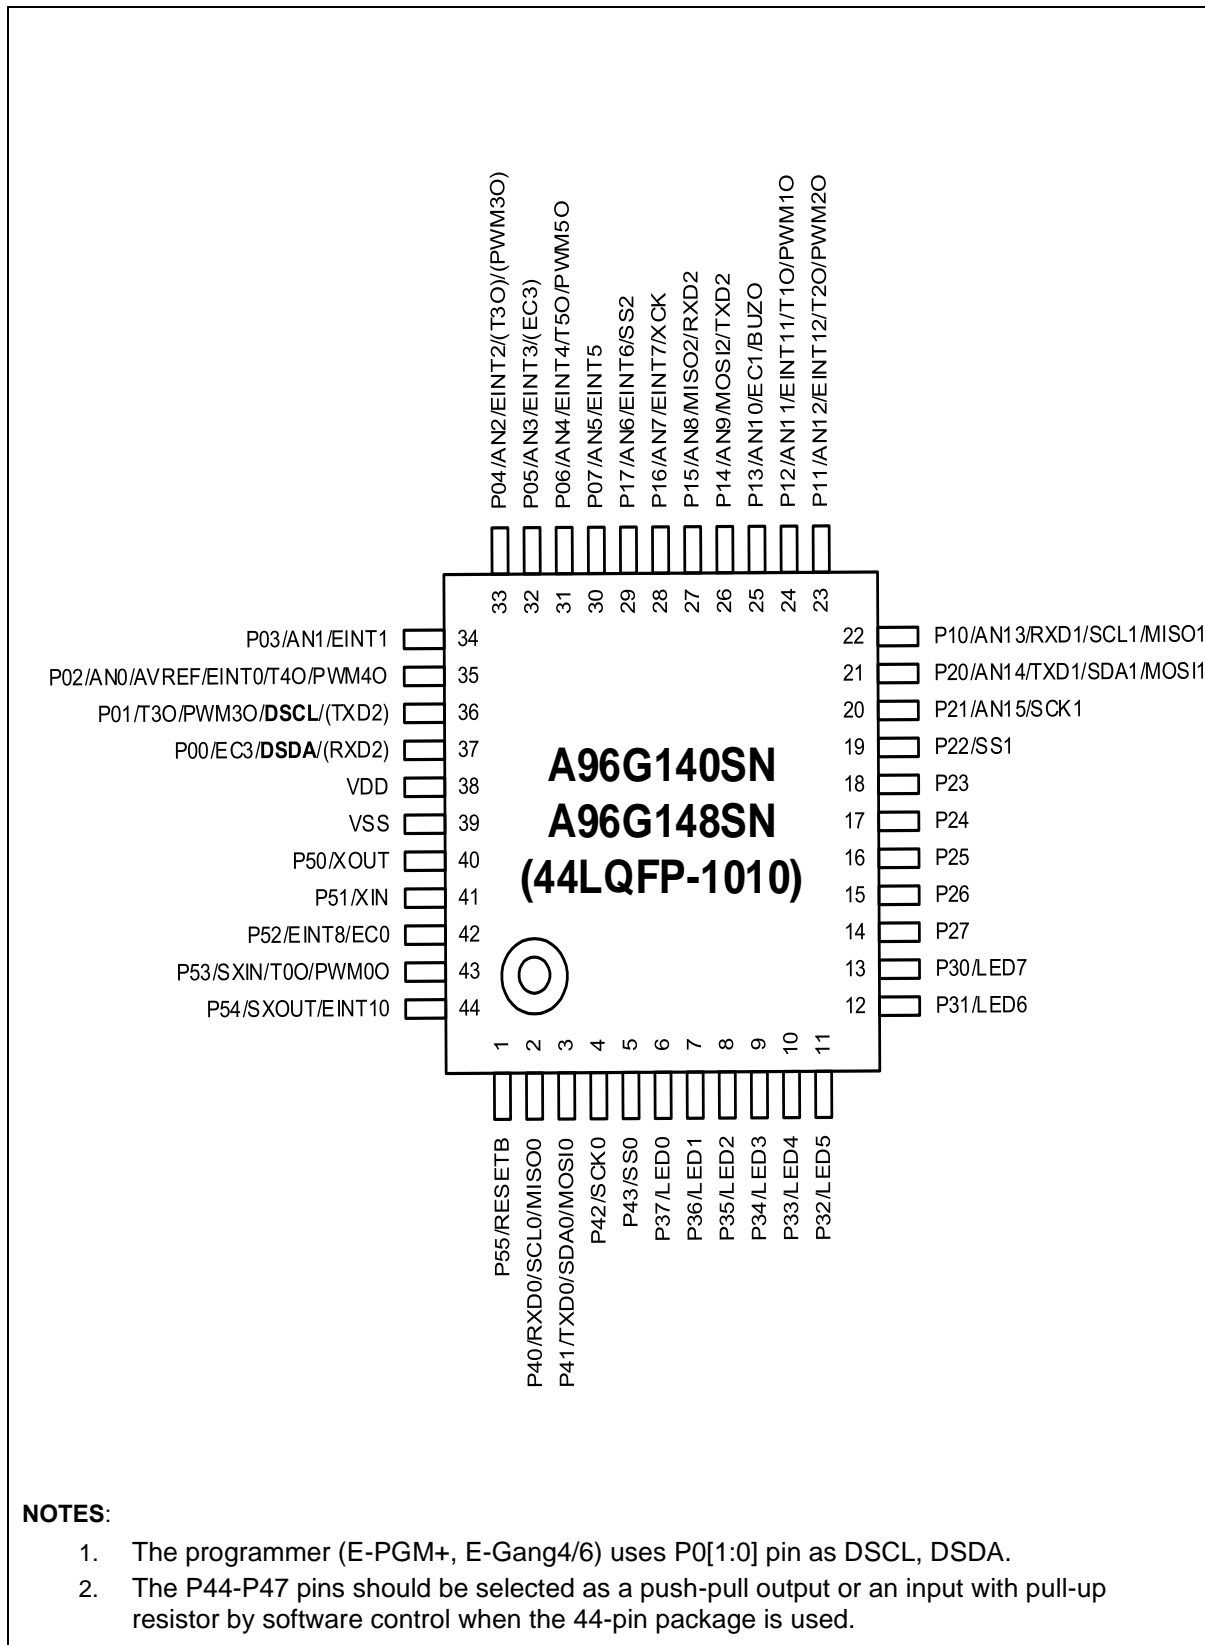 P04/AN2/EINT2/(T3O)/(PWM3O)
P05/AN3/EINT3/(EC3)
P06/AN4/EINT4/T5O/PWM5O
P07/AN5/EINT5
P17/AN6/EINT6/SS2
P16/AN7/EINT7/XCK
P15/AN8/MISO2/RXD2
P14/AN9/MOSI2/TXD2
P13/AN10/EC1/BUZO
P12/AN11/EINT11/T1O/PWM1O
P11/AN12/EINT12/T2O/PWM2O
33 32 31 30 29 28 27 26 25 24 23
P03/AN1/EINT1 34
P02/AN0/AVREF/EINT0/T4O/PWM4O 35
P01/T3O/PWM3O/DSCL/(TXD2) 36
P00/EC3/DSDA/(RXD2) 37
VDD 38
VSS 39
P50/XOUT 40
P51/XIN 41
P52/EINT8/EC0 42
P53/SXIN/T0O/PWM0O 43
P54/SXOUT/EINT10 44
A96G140SN
A96G148SN
(44LQFP-1010)
22 P10/AN13/RXD1/SCL1/MISO1
21 P20/AN14/TXD1/SDA1/MOSI1
20 P21/AN15/SCK1
19 P22/SS1
18 P23
17 P24
16 P25
15 P26
14 P27
13 P30/LED7
12 P31/LED6
1 2 3 4 5 6 7 8 9 10 11
P55/RESETB
P40/RXD0/SCL0/MISO0
P41/TXD0/SDA0/MOSI0
P42/SCK0
P43/SS0
P37/LED0
P36/LED1
P35/LED2
P34/LED3
P33/LED4
P32/LED5
NOTES:
1. The programmer (E-PGM+, E-Gang4/6) uses P0[1:0] pin as DSCL, DSDA.
2. The P44-P47 pins should be selected as a push-pull output or an input with pull-up
resistor by software control when the 44-pin package is used.